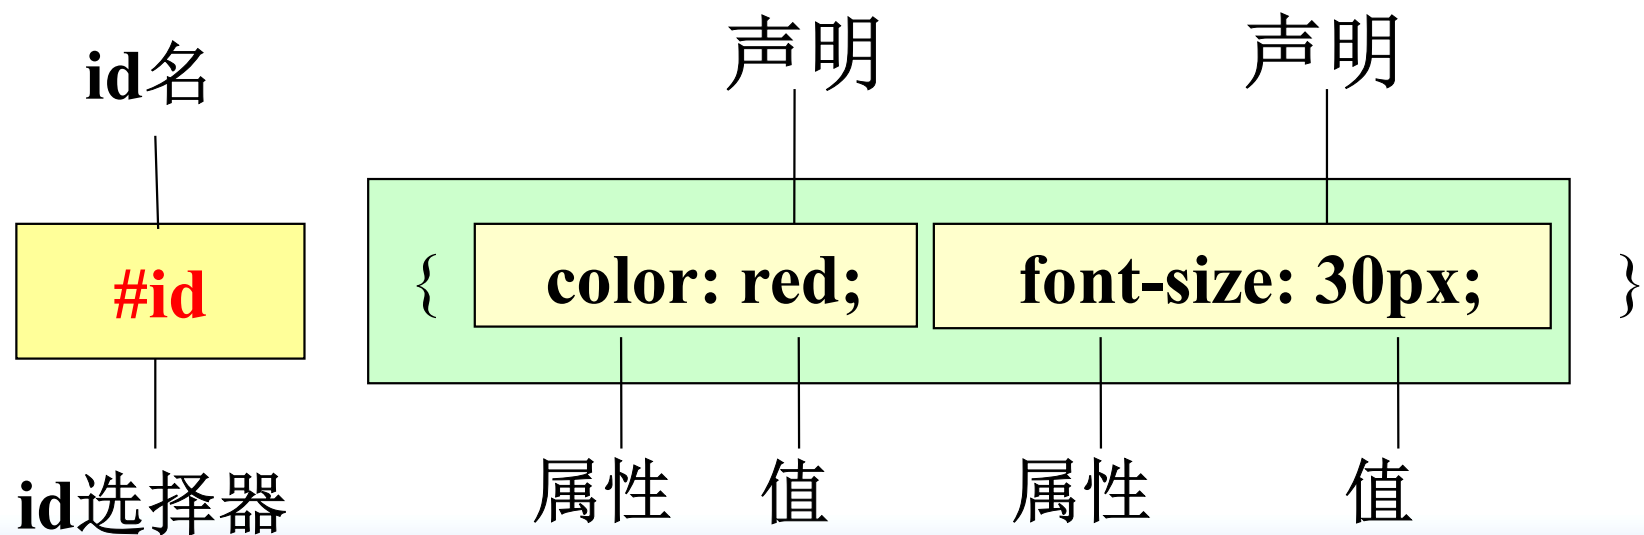 id名 声明 声明
#id { color: red; font-size: 30px; }
id选择器 属性 值 属性 值